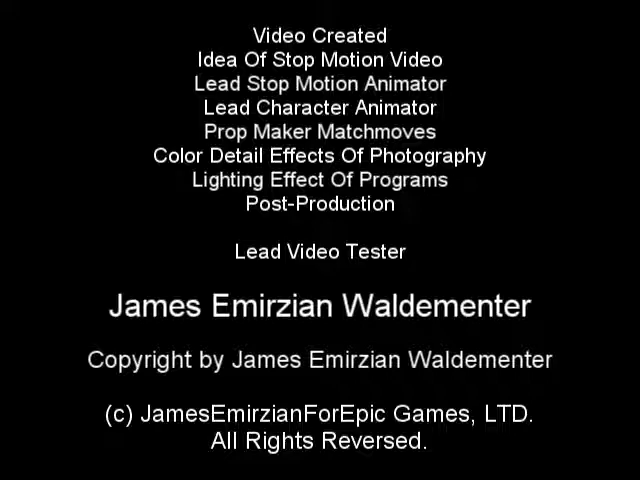 Video Created
Idea Of Stop Motion Video
Lead Stop Motion Animator
Lead Character Animator
Prop Maker Matchmoves
Color Detail Effects Of Photography
Lighting Effect Of Programs
Post-Production
Lead Video Tester
James Emirzian Waldementer
Copyright by James Emirzian Waldementer
(c) JamesEmirzianForEpic Games, LTD.
All Rights Reversed.